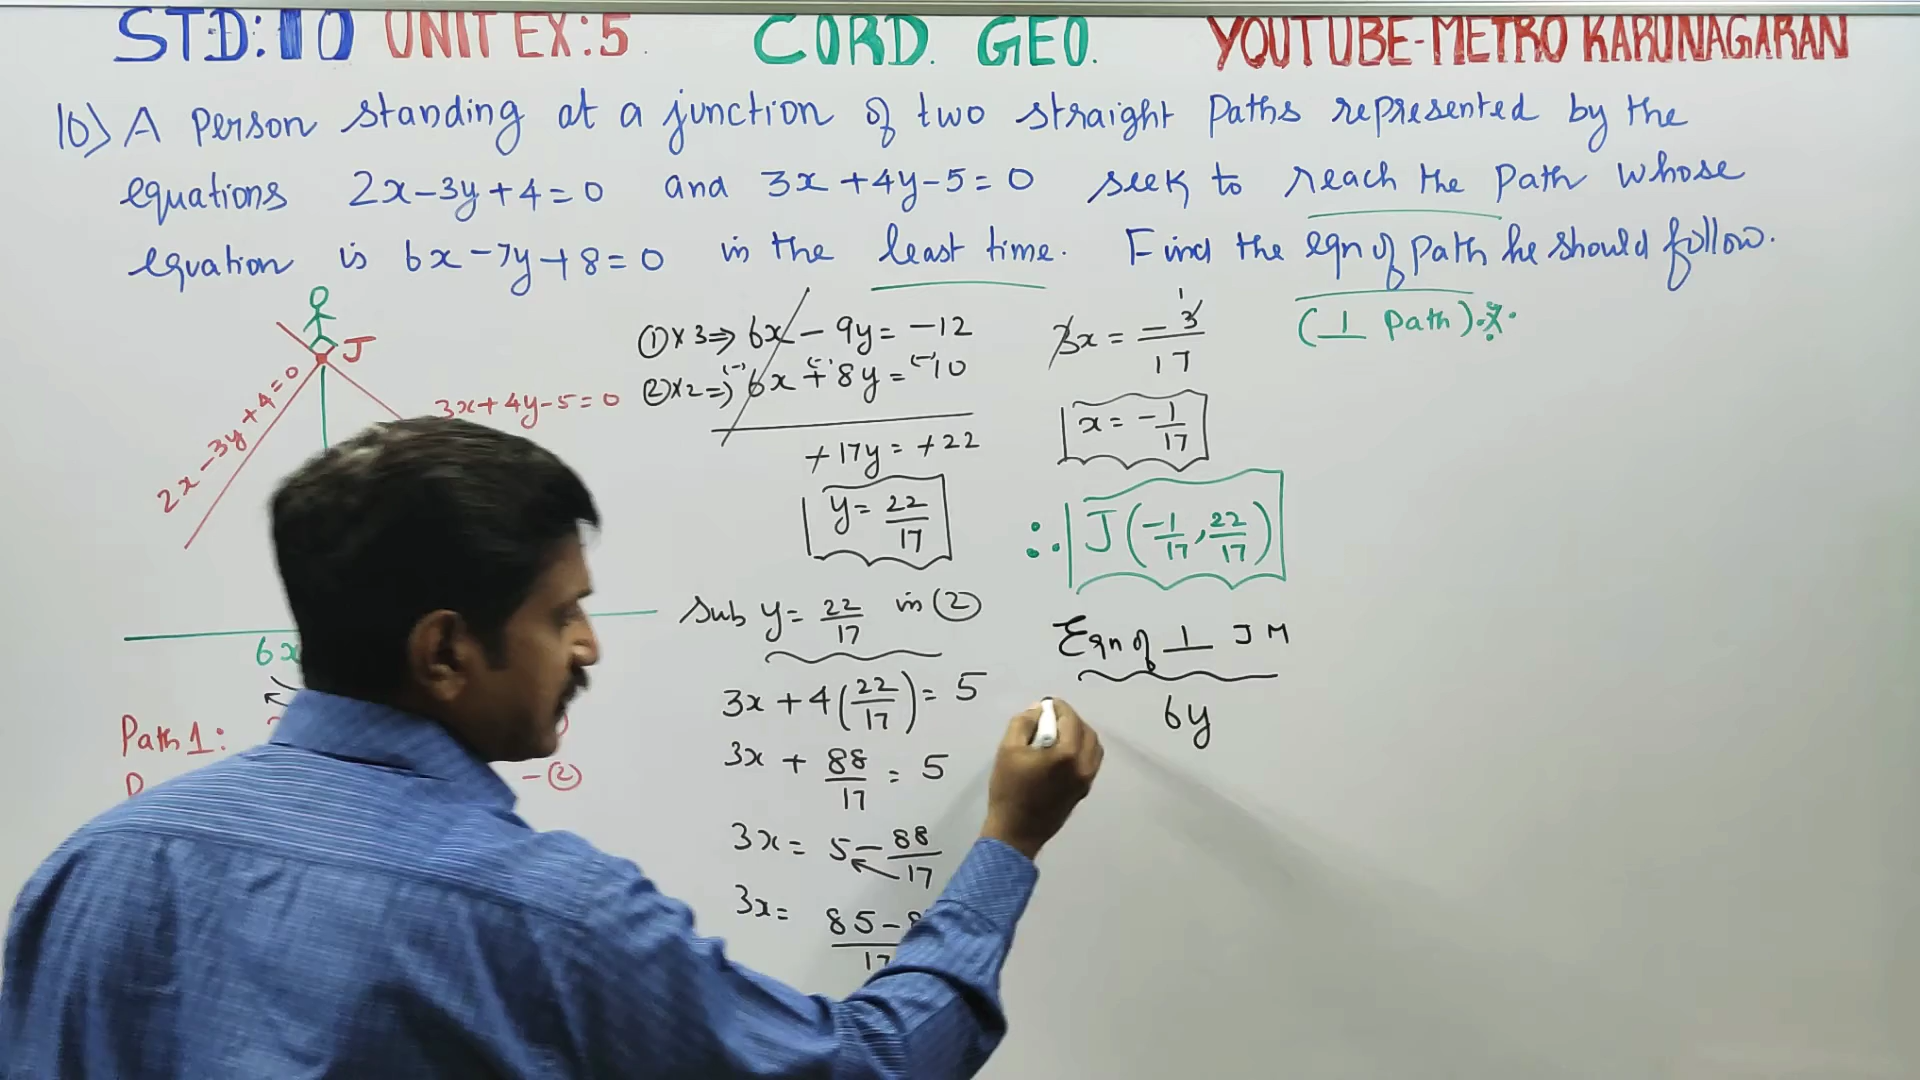 STD: 10 UNIT EX: 5. CORD. GEO. YOUTUBE-METRO KARUNAGARAN
10) A Person standing at a junction of two straight Paths represented by the
equations 2x-3y+4=0 and 3x+4y-5=0 seek to reach the path whose
equation is 6x-7y+8=0 in the least time. Find the eqn of path he should follow.
(⊥ Path)
J
2x-3y+4=0
3x+4y-5=0
6x
Path 1:
-②
①×3⇒ 6x-9y=-12
②×2⇒ 6x+8y=10
(-) (-) (-)
+17y=+22
y=22/17
Sub y=22/17 in ②
3x+4(22/17)=5
3x+88/17=5
3x=5-88/17
3x= 85-
17
3x=-3/17
1
x=-1/17
∴ J(-1/17, 22/17)
Eqn of ⊥ JM
6y